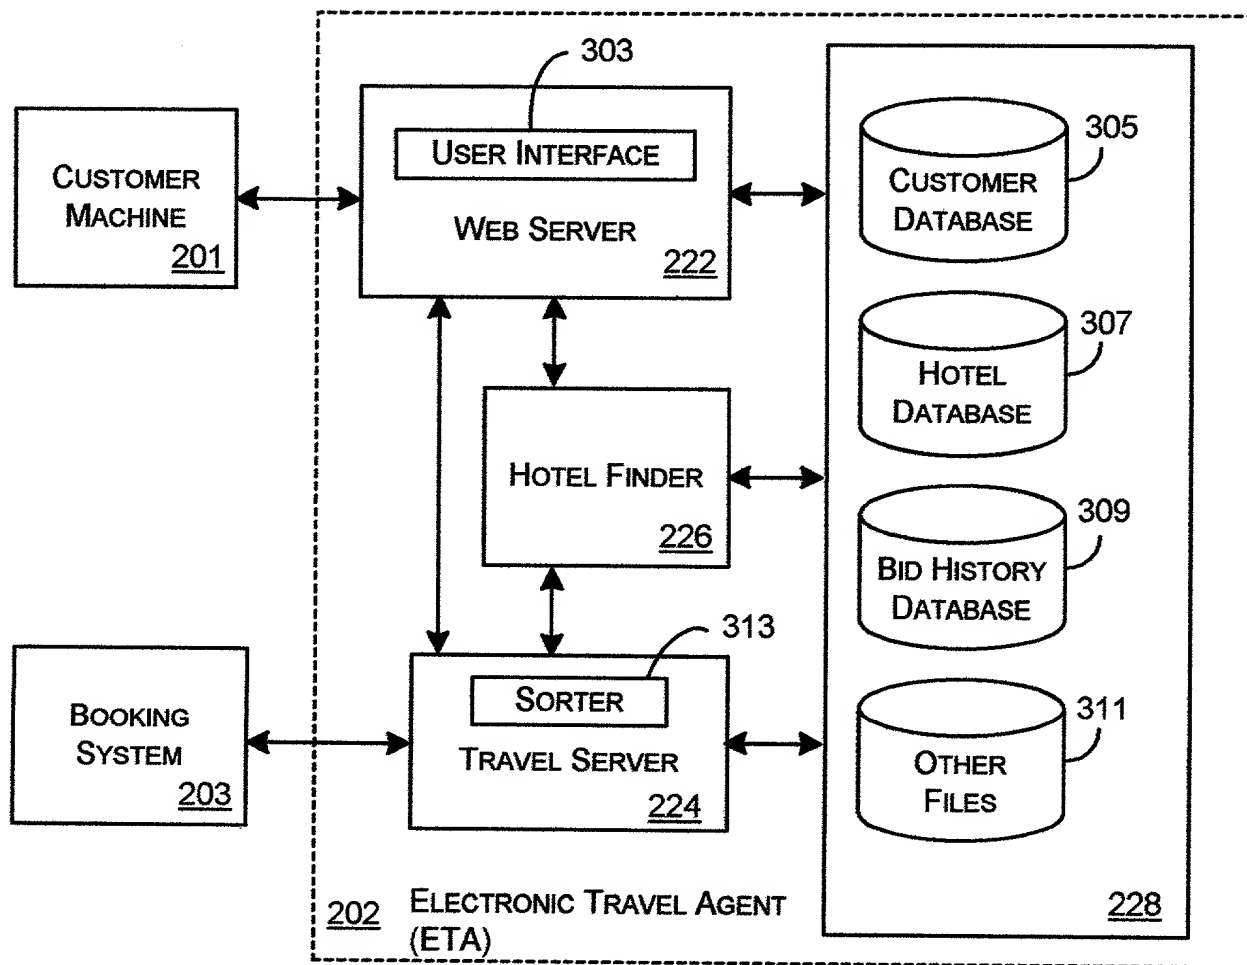 303
USER INTERFACE
WEB SERVER
222
CUSTOMER
MACHINE
201
305
CUSTOMER
DATABASE
307
HOTEL
DATABASE
HOTEL FINDER
226
309
BID HISTORY
DATABASE
313
SORTER
TRAVEL SERVER
224
BOOKING
SYSTEM
203
311
OTHER
FILES
228
202
ELECTRONIC TRAVEL AGENT
(ETA)